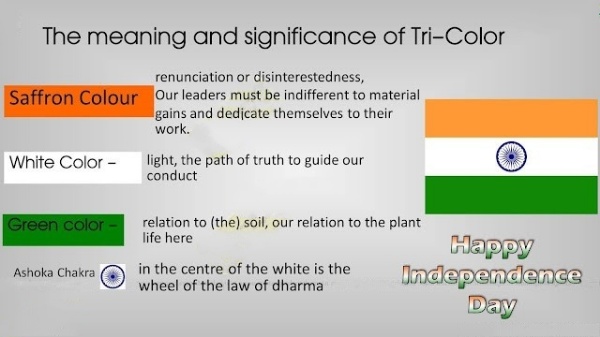 The meaning and significance of Tri-Color
Saffron Colour
renunciation or disinterestedness,
Our leaders must be indifferent to material
gains and dedicate themselves to their
work.
White Color –
light, the path of truth to guide our
conduct
Green color –
relation to (the) soil, our relation to the plant
life here
Ashoka Chakra
in the centre of the white is the
wheel of the law of dharma
Happy
Independence
Day